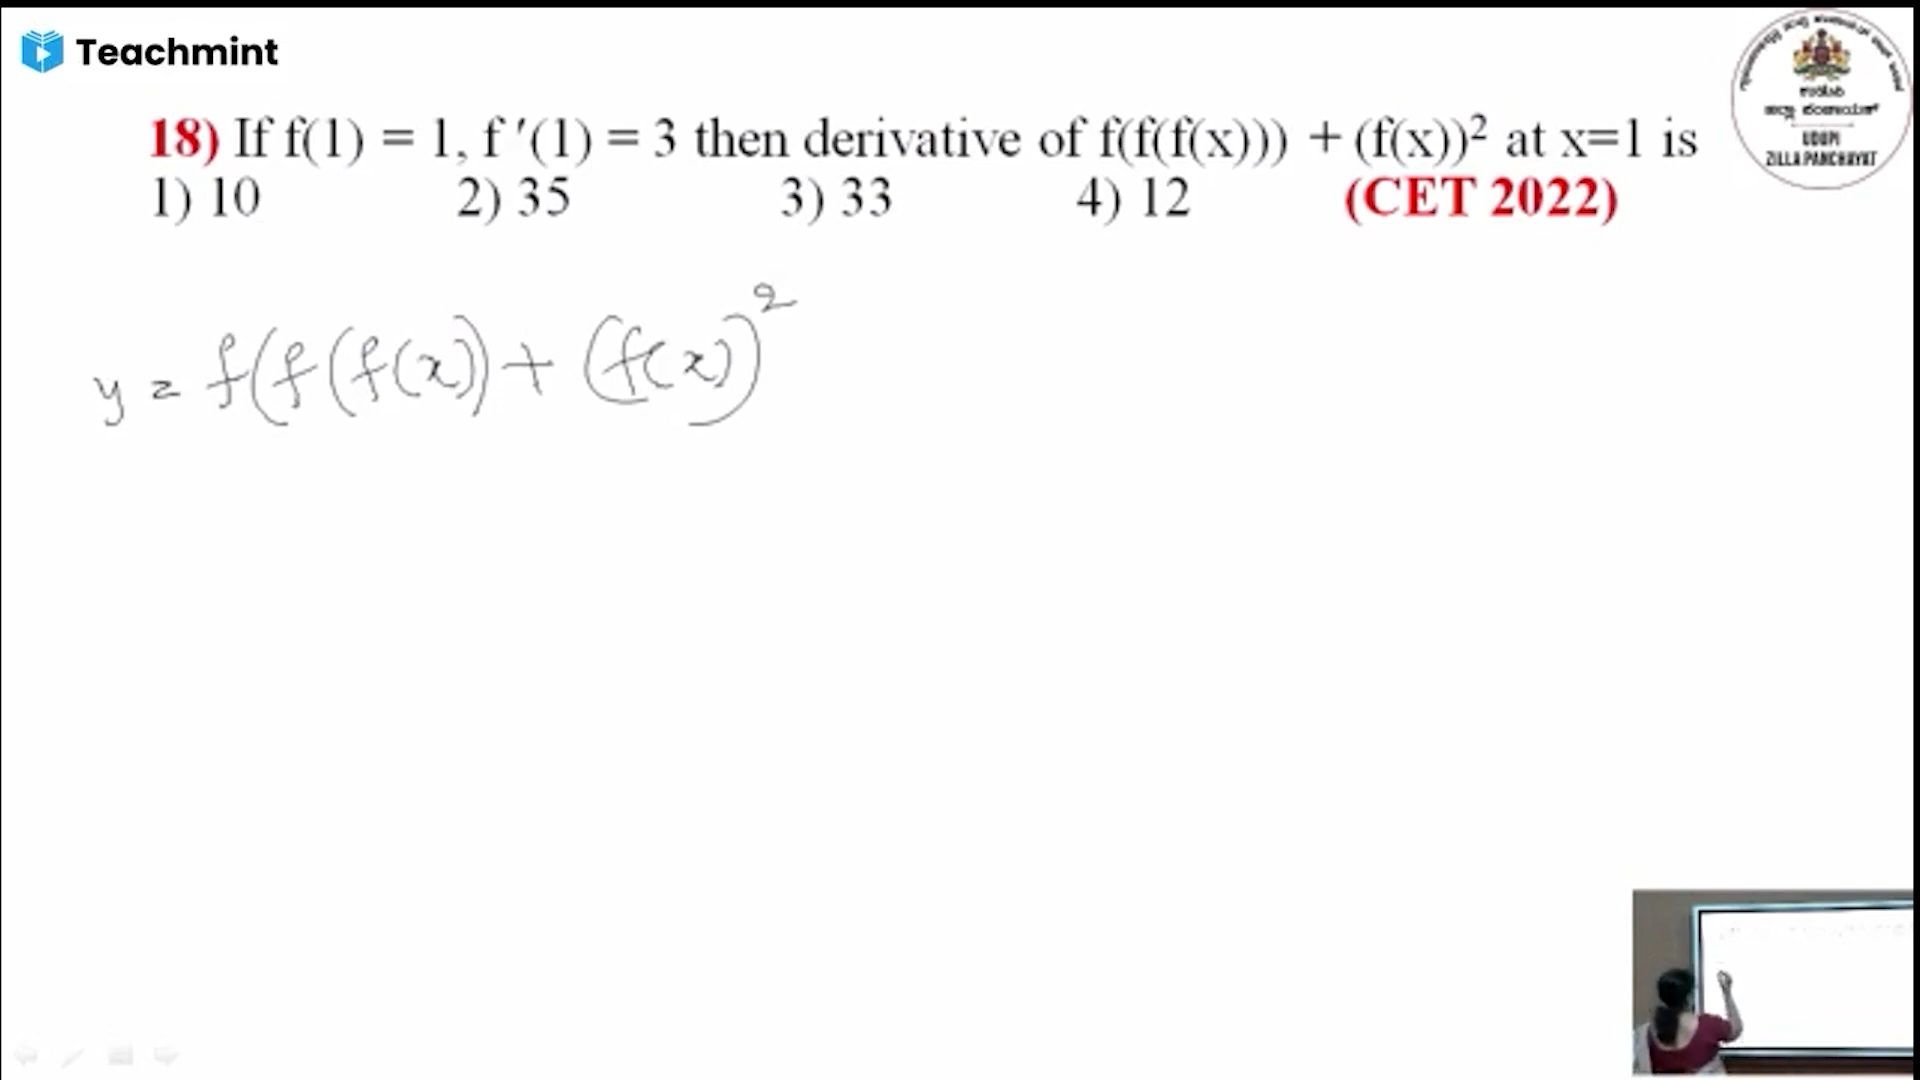 Teachmint
18) If f(1) = 1, f '(1) = 3 then derivative of f(f(f(x))) + (f(x))² at x=1 is
1) 10 2) 35 3) 33 4) 12 (CET 2022)
ಉಡುಪಿ
UDUPI
ZILLA PANCHAYAT
y = f(f(f(x)) + (f(x))²